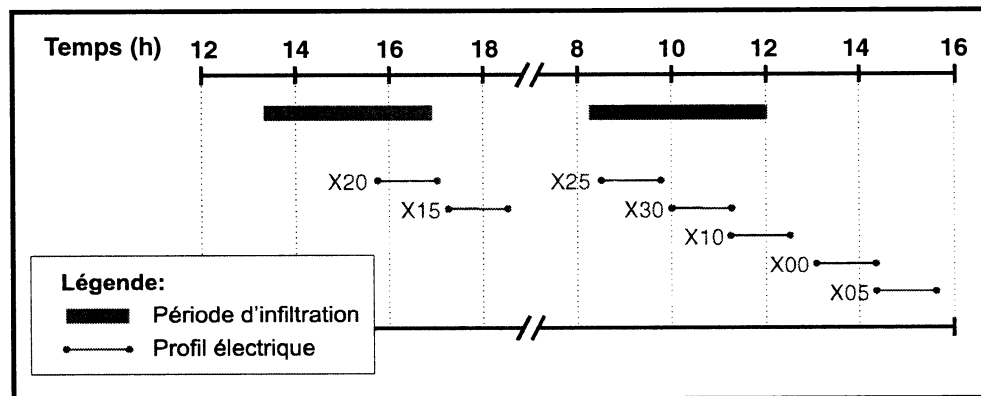 Temps (h)
12 14 16 18 8 10 12 14 16
X20 X25
X15 X30
X10
X00
X05
Légende:
Période d'infiltration
Profil électrique